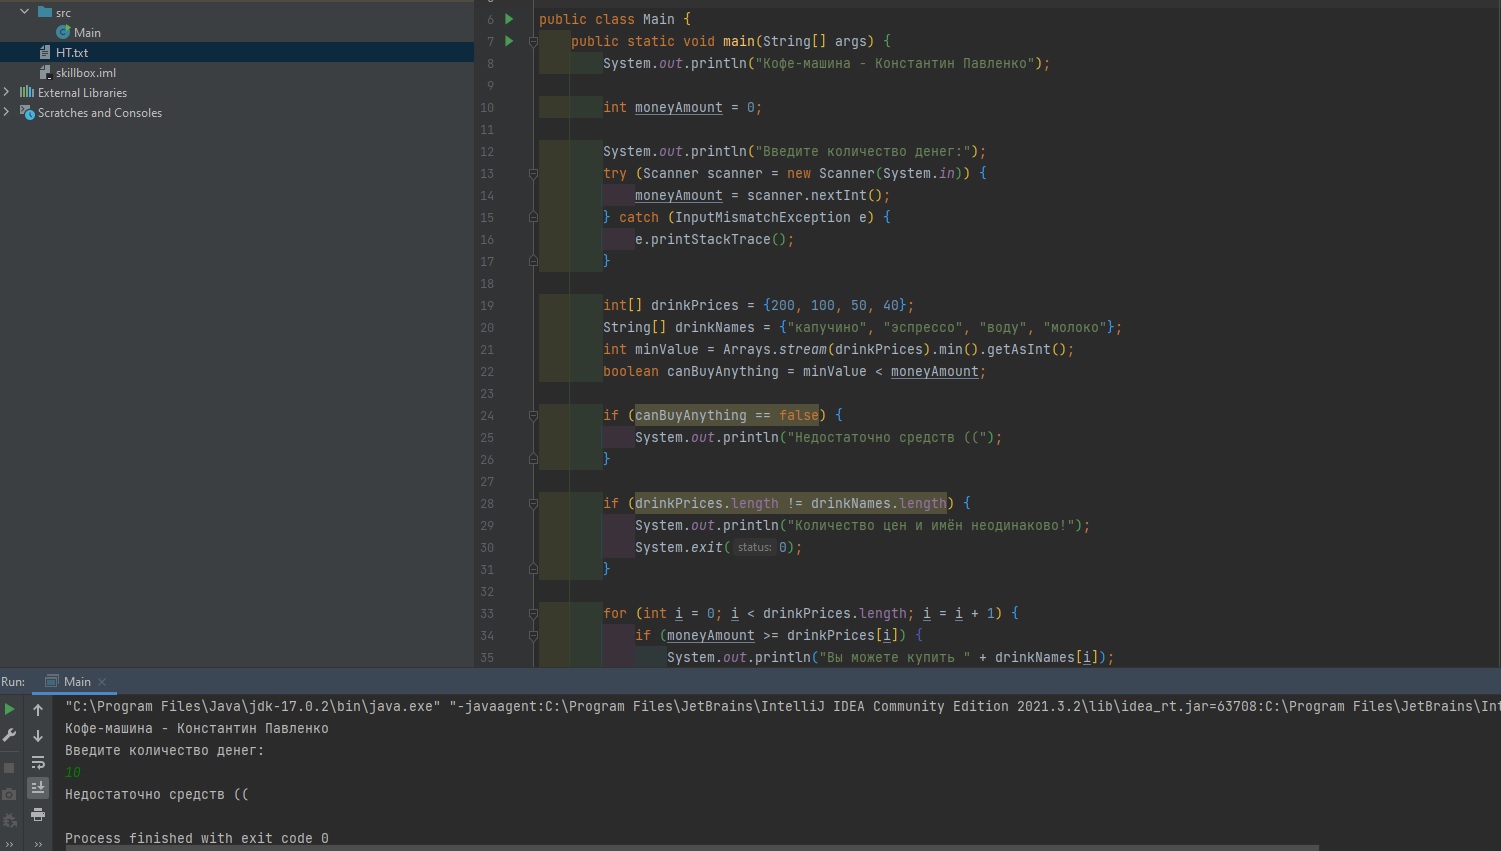 src
Main
HT.txt
skillbox.iml
External Libraries
Scratches and Consoles
6 public class Main {
7 public static void main(String[] args) {
8 System.out.println("Кофе-машина - Константин Павленко");
9
10 int moneyAmount = 0;
11
12 System.out.println("Введите количество денег:");
13 try (Scanner scanner = new Scanner(System.in)) {
14 moneyAmount = scanner.nextInt();
15 } catch (InputMismatchException e) {
16 e.printStackTrace();
17 }
18
19 int[] drinkPrices = {200, 100, 50, 40};
20 String[] drinkNames = {"капучино", "эспрессо", "воду", "молоко"};
21 int minValue = Arrays.stream(drinkPrices).min().getAsInt();
22 boolean canBuyAnything = minValue < moneyAmount;
23
24 if (canBuyAnything == false) {
25 System.out.println("Недостаточно средств ((");
26 }
27
28 if (drinkPrices.length != drinkNames.length) {
29 System.out.println("Количество цен и имён неодинаково!");
30 System.exit( status: 0);
31 }
32
33 for (int i = 0; i < drinkPrices.length; i = i + 1) {
34 if (moneyAmount >= drinkPrices[i]) {
35 System.out.println("Вы можете купить " + drinkNames[i]);
Run: Main
"C:\Program Files\Java\jdk-17.0.2\bin\java.exe" "-javaagent:C:\Program Files\JetBrains\IntelliJ IDEA Community Edition 2021.3.2\lib\idea_rt.jar=63708:C:\Program Files\JetBrains\Int
Кофе-машина - Константин Павленко
Введите количество денег:
10
Недостаточно средств ((
Process finished with exit code 0